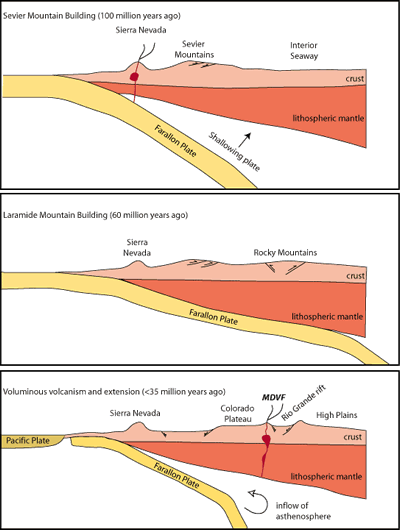 Sevier Mountain Building (100 million years ago)
Sierra Nevada
Sevier
Mountains
Interior
Seaway
crust
lithospheric mantle
Farallon Plate
Shallowing plate
Laramide Mountain Building (60 million years ago)
Sierra
Nevada
Rocky Mountains
crust
lithospheric mantle
Farallon Plate
Voluminous volcanism and extension (<35 million years ago)
Sierra Nevada
Colorado
Plateau
MDVF
Rio Grande rift
High Plains
Pacific Plate
crust
lithospheric mantle
Farallon Plate
inflow of
asthenosphere